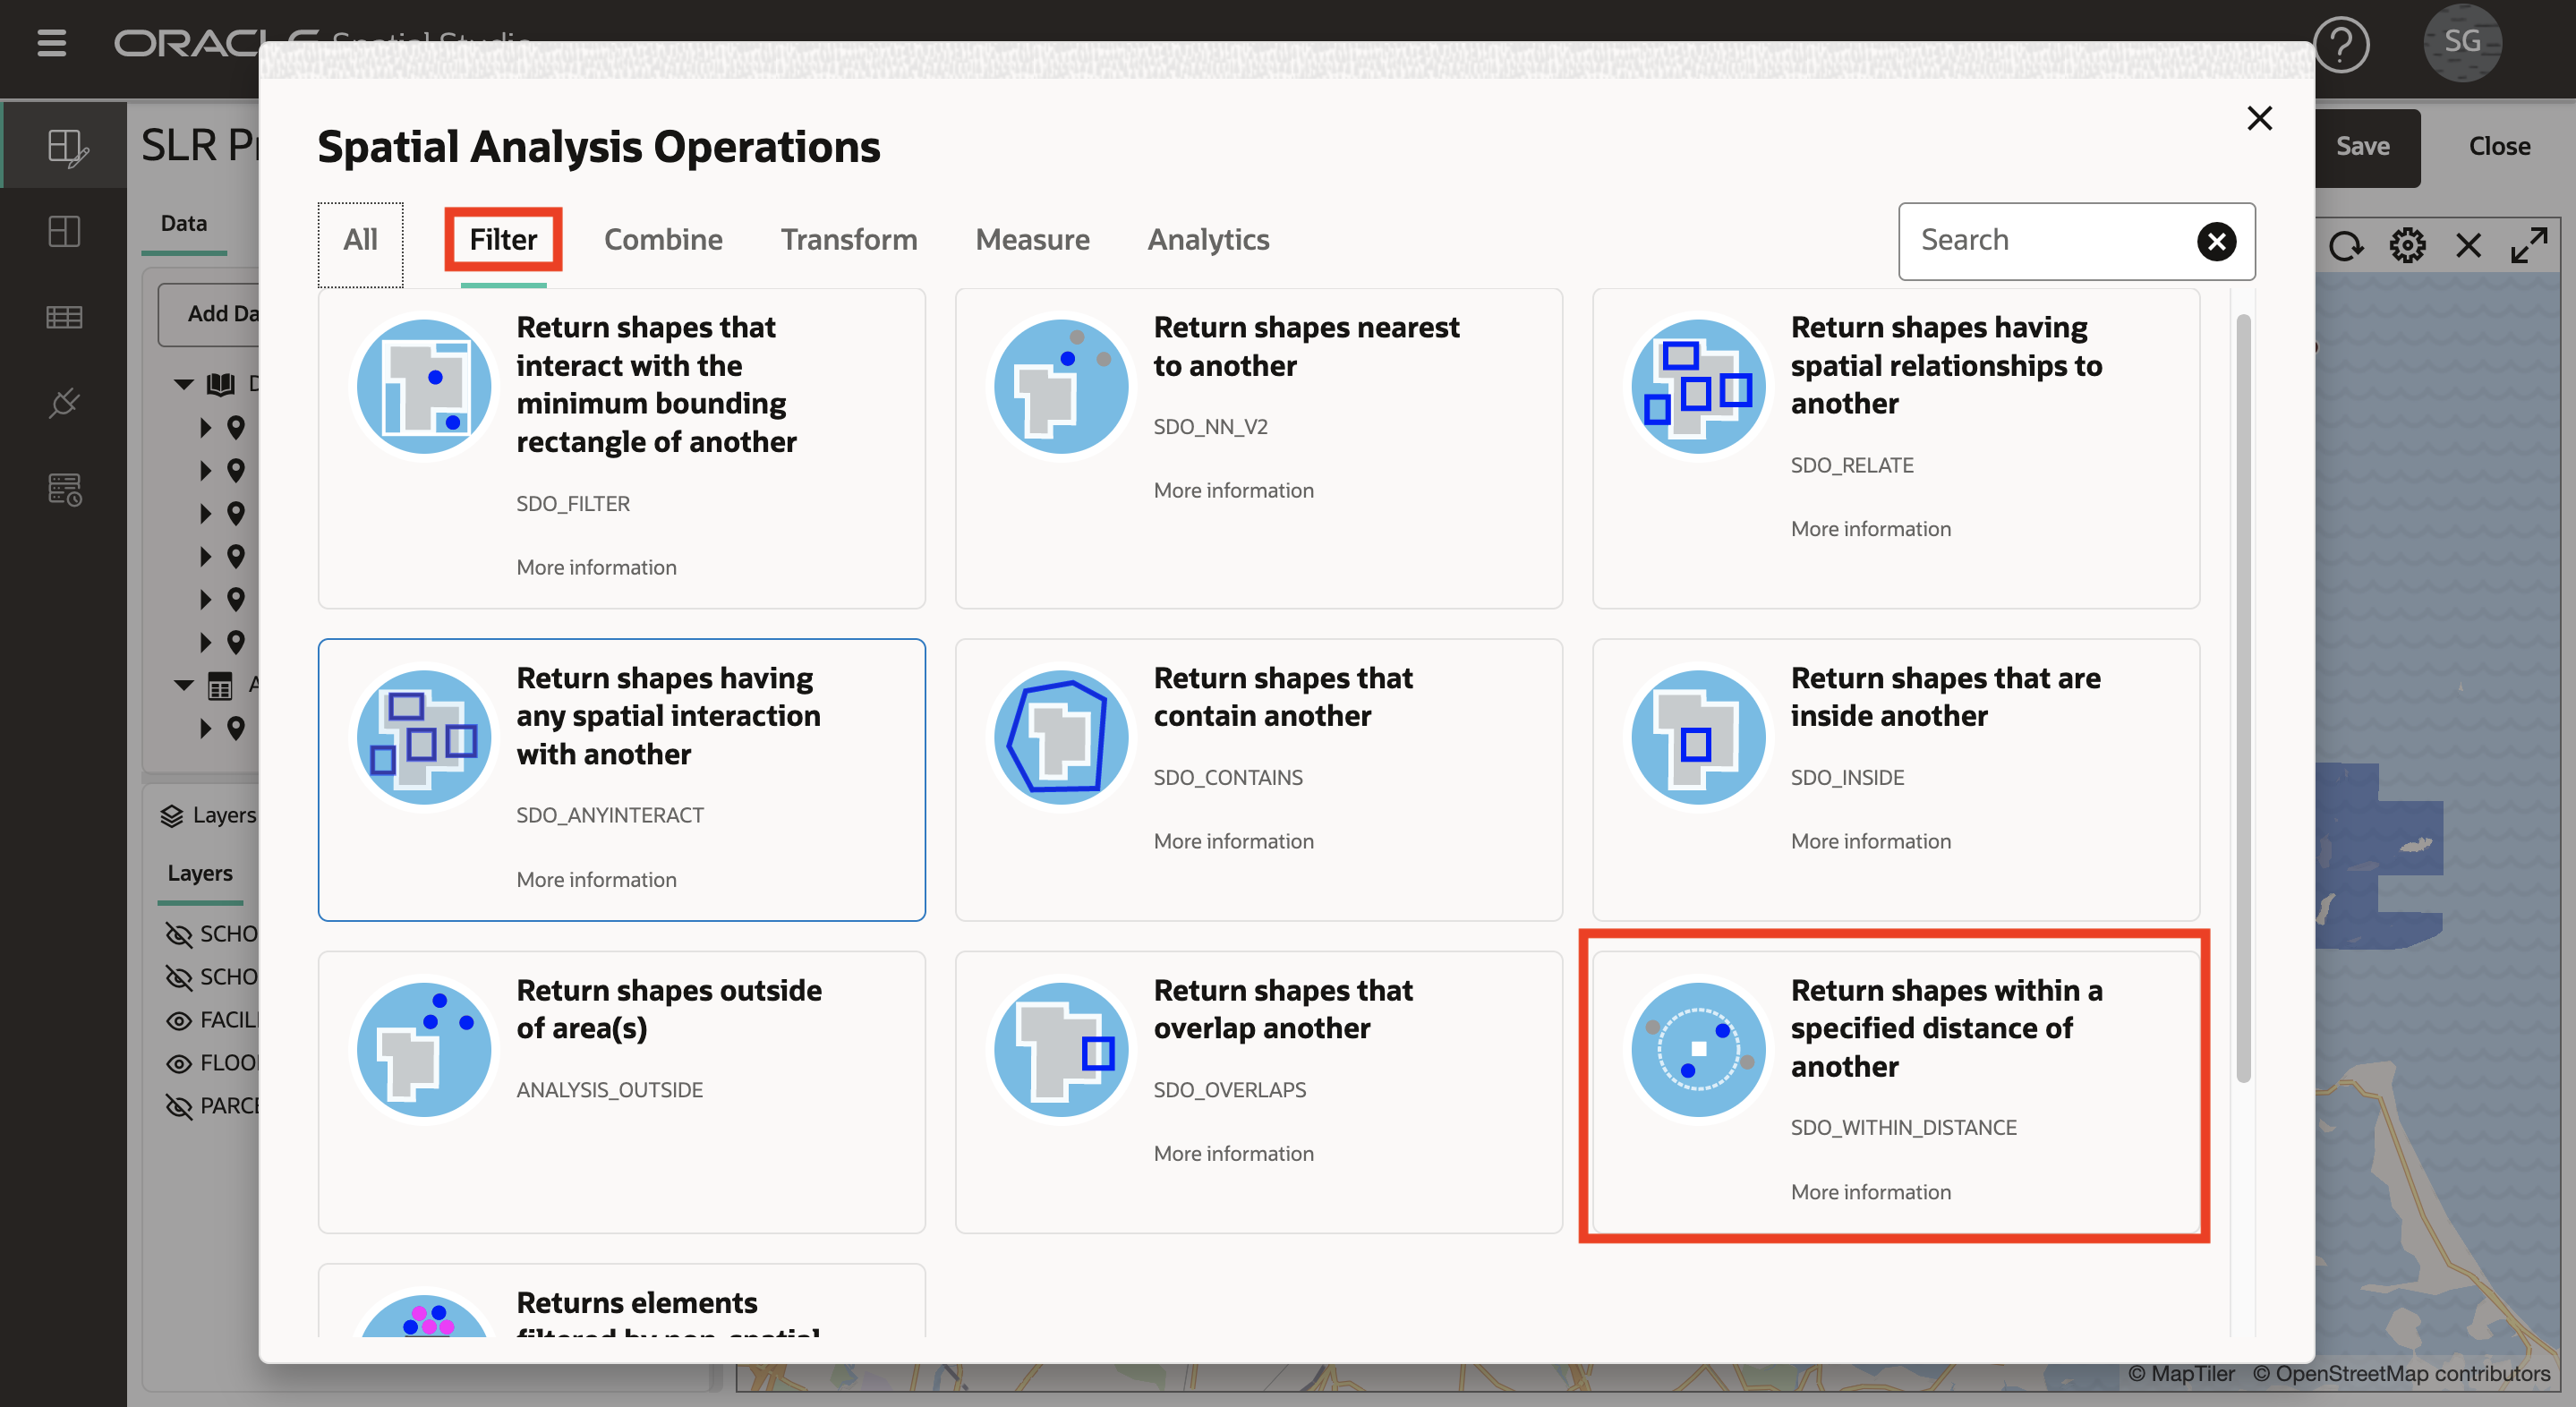 ORACLE Spatial Studio
SG
SLR Pr
Save
Close
Data
Add Da
Layers
Layers
SCHO
SCHO
FACILI
FLOO
PARCE
Spatial Analysis Operations
All
Filter
Combine
Transform
Measure
Analytics
Search
Return shapes that
interact with the
minimum bounding
rectangle of another
SDO_FILTER
More information
Return shapes nearest
to another
SDO_NN_V2
More information
Return shapes having
spatial relationships to
another
SDO_RELATE
More information
Return shapes having
any spatial interaction
with another
SDO_ANYINTERACT
More information
Return shapes that
contain another
SDO_CONTAINS
More information
Return shapes that are
inside another
SDO_INSIDE
More information
Return shapes outside
of area(s)
ANALYSIS_OUTSIDE
Return shapes that
overlap another
SDO_OVERLAPS
More information
Return shapes within a
specified distance of
another
SDO_WITHIN_DISTANCE
More information
Returns elements
filtered by non-spatial
© MapTiler © OpenStreetMap contributors